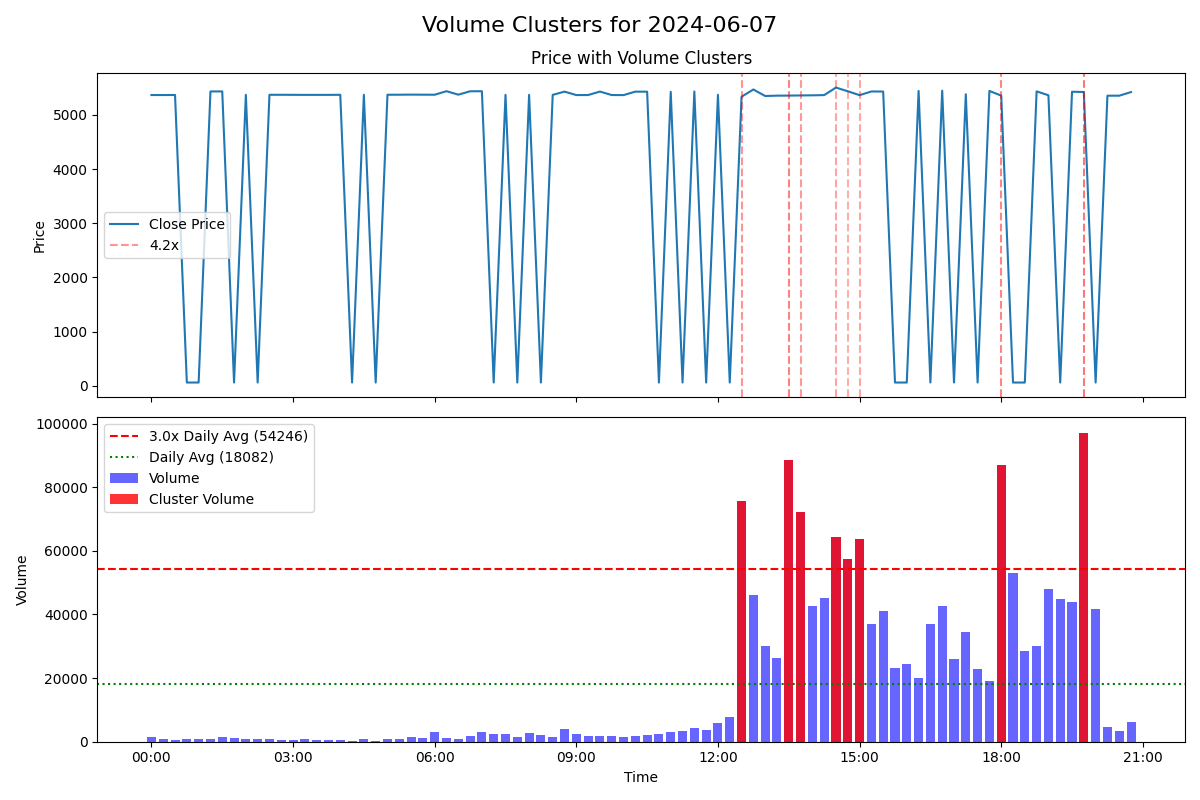 Volume Clusters for 2024-06-07
Price with Volume Clusters
5000
4000
3000
2000
1000
0
Price
Close Price
4.2x
100000
80000
60000
40000
20000
0
Volume
3.0x Daily Avg (54246)
Daily Avg (18082)
Volume
Cluster Volume
00:00 03:00 06:00 09:00 12:00 15:00 18:00 21:00
Time